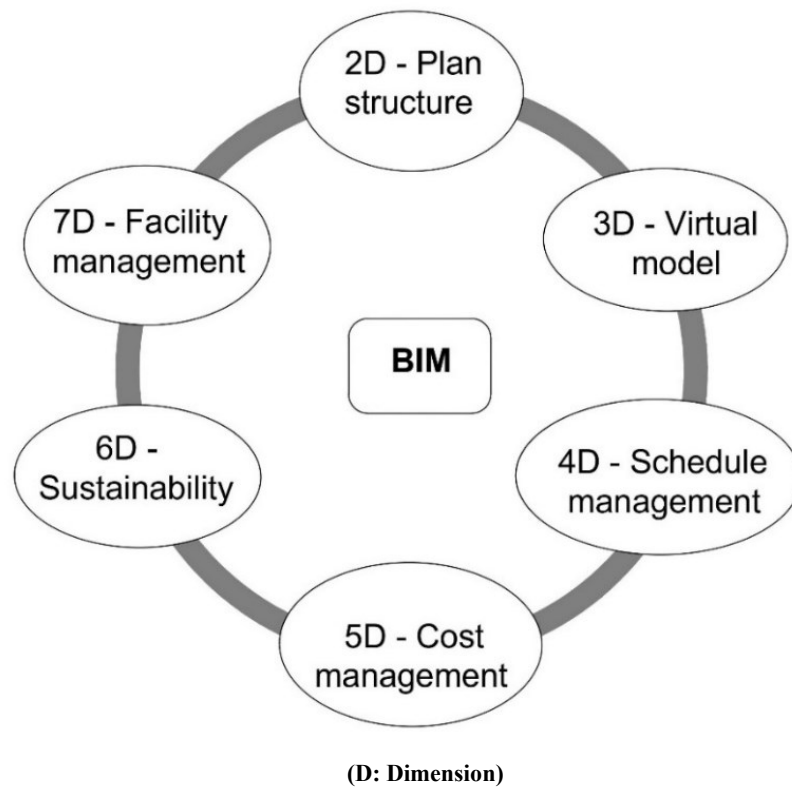 2D - Plan
structure
3D - Virtual
model
4D - Schedule
management
5D - Cost
management
6D -
Sustainability
7D - Facility
management
BIM
(D: Dimension)